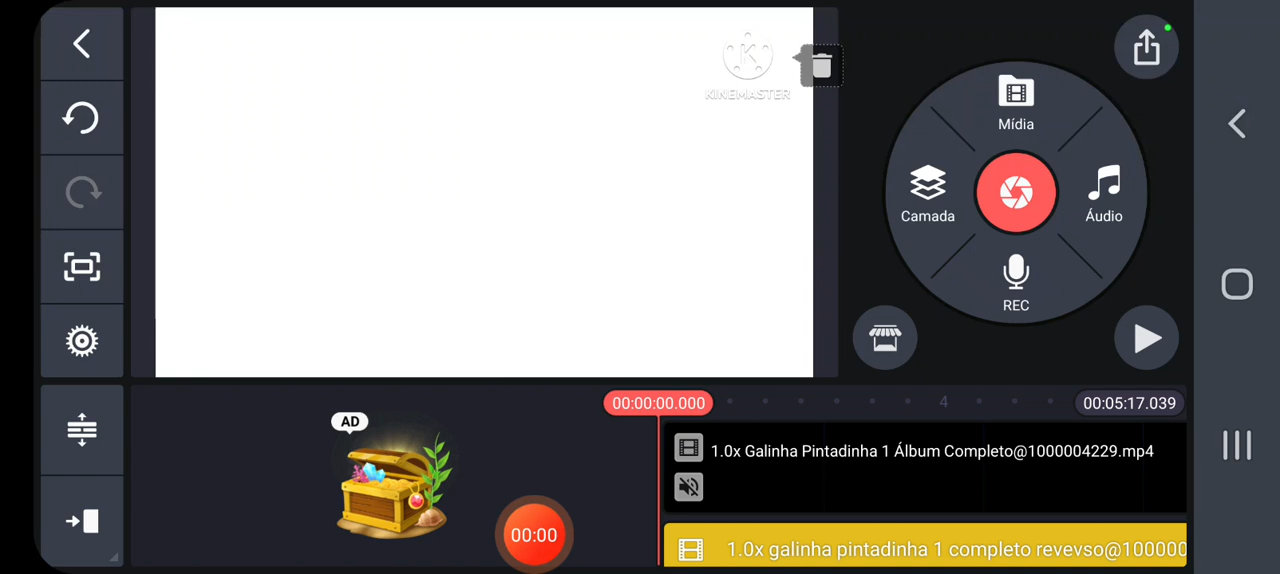 KINEMASTER
Mídia
Camada
Áudio
REC
00:00:00.000
4
00:05:17.039
AD
1.0x Galinha Pintadinha 1 Álbum Completo@1000004229.mp4
00:00
1.0x galinha pintadinha 1 completo revevso@100000